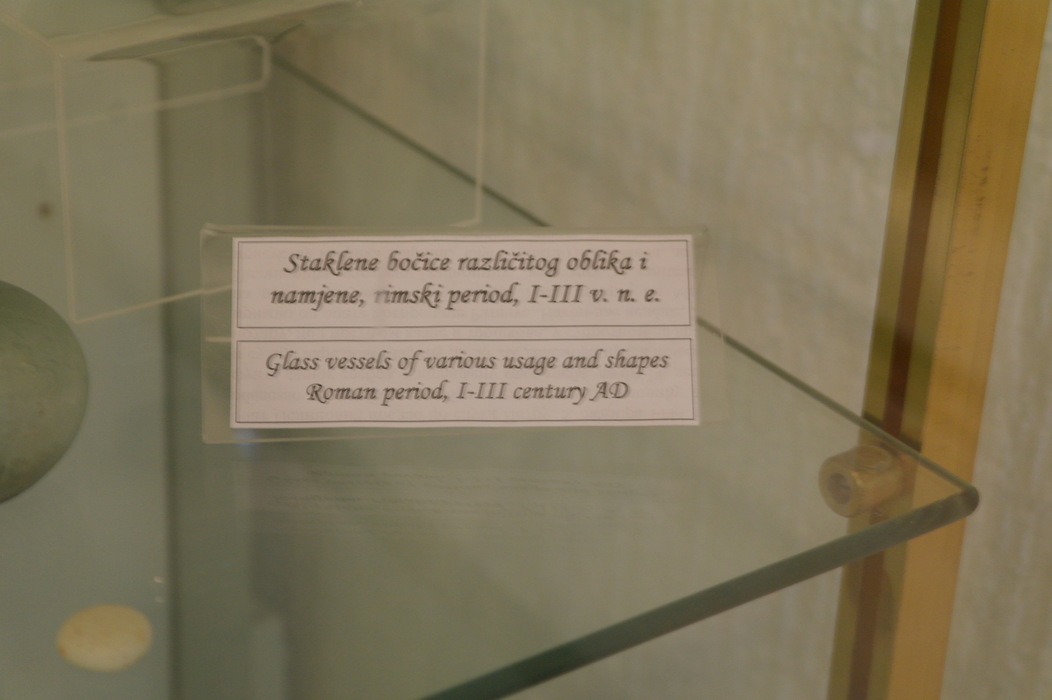 Staklene bočice različitog oblika i
namjene, rimski period, I-III v. n. e.
Glass vessels of various usage and shapes
Roman period, I-III century AD